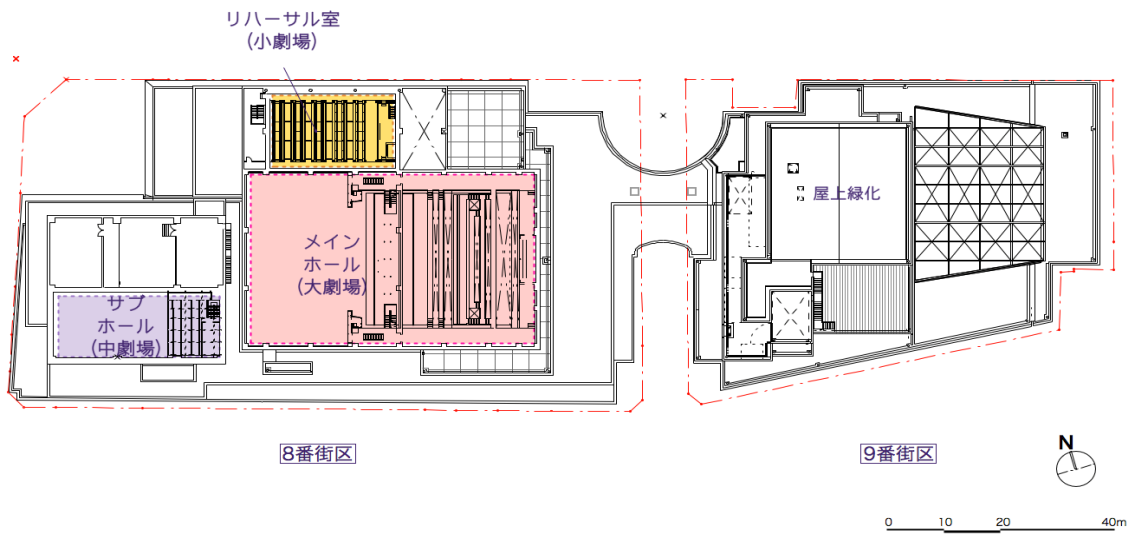 リハーサル室
(小劇場)
屋上緑化
メイン
ホール
(大劇場)
サブ
ホール
(中劇場)
8番街区
9番街区
N
0 10 20 40m